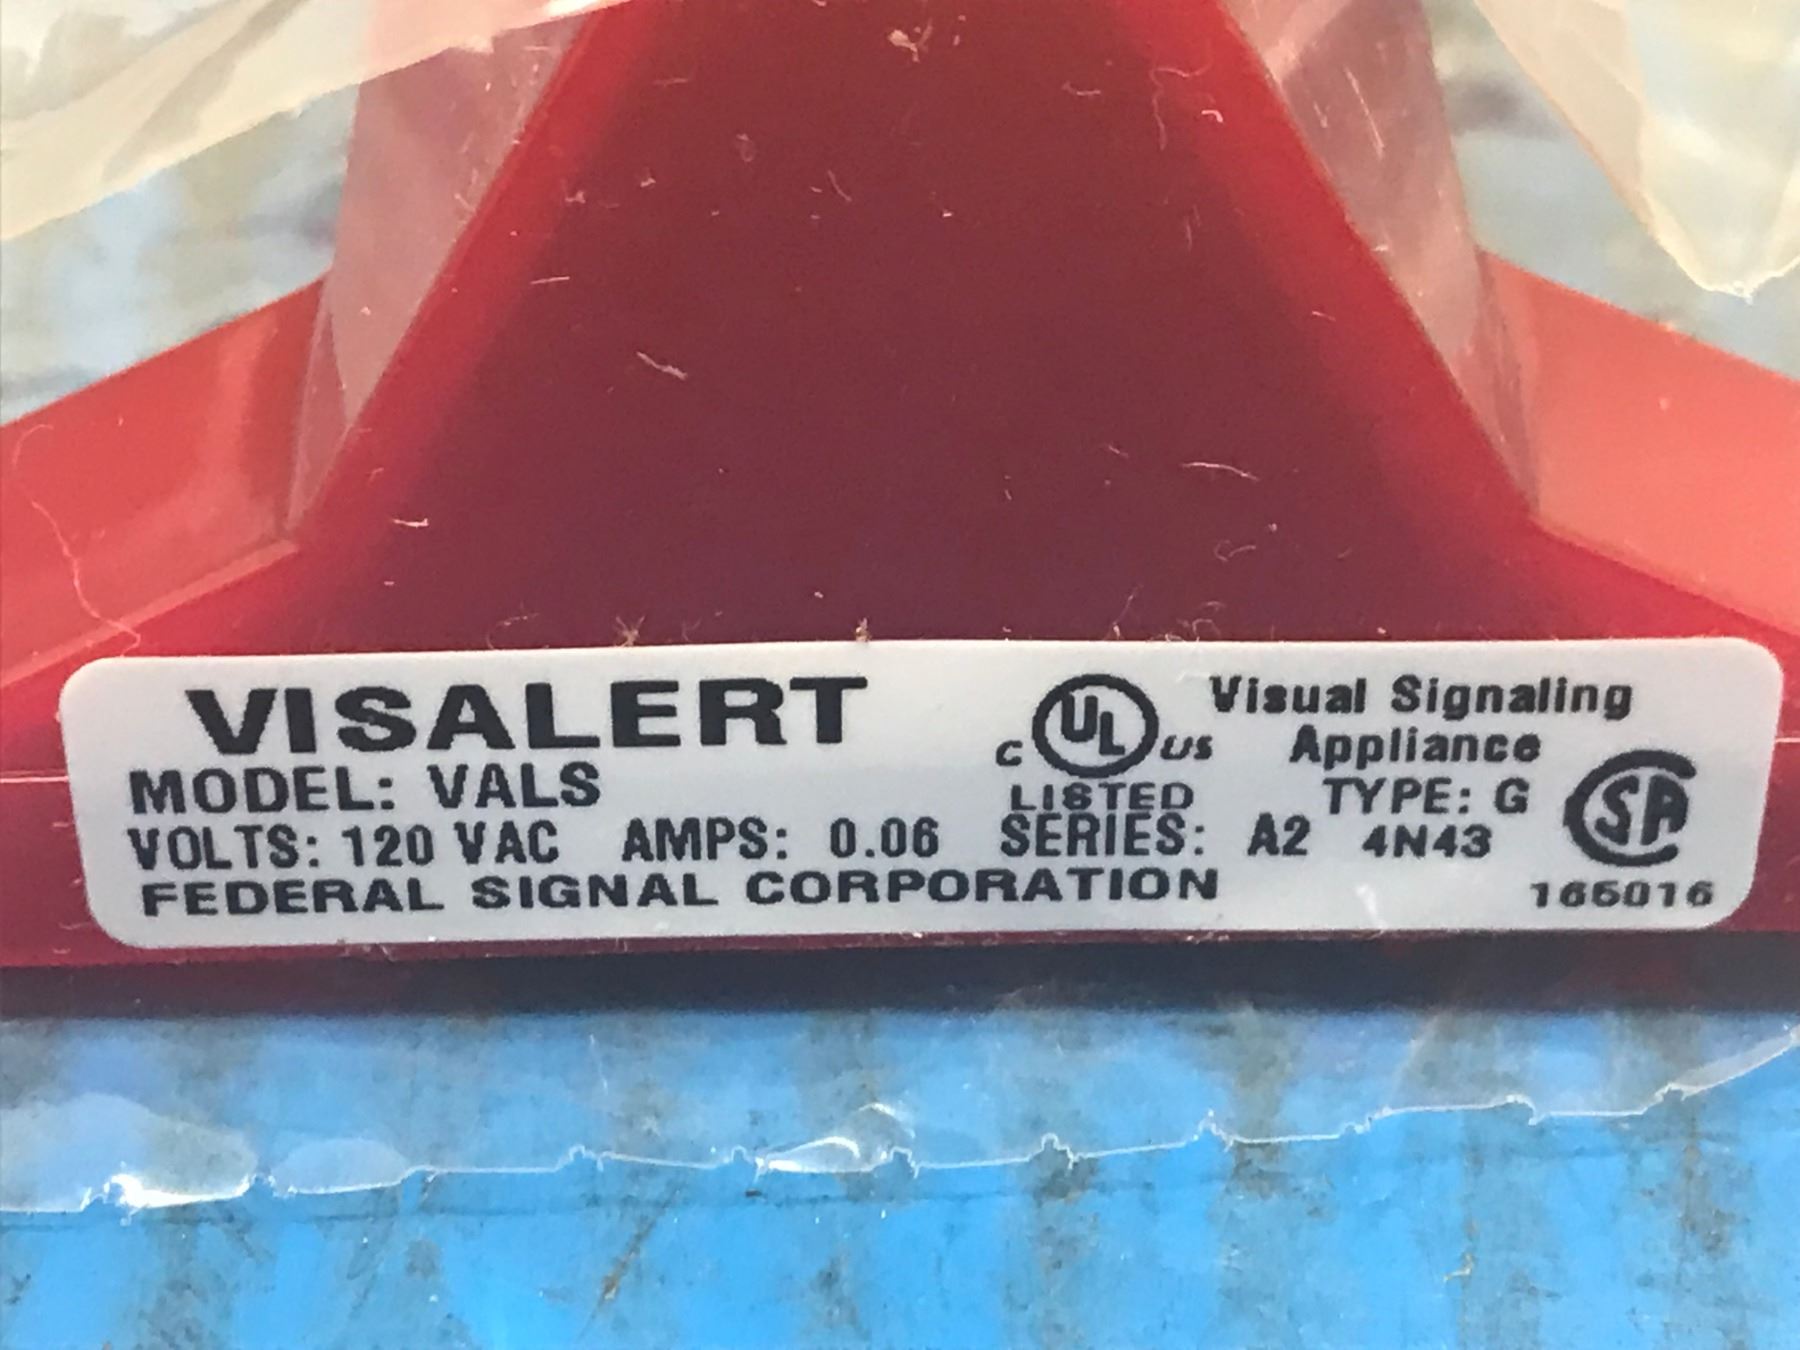 VISALERT
MODEL: VALS
VOLTS: 120 VAC AMPS: 0.06 SERIES: A2
FEDERAL SIGNAL CORPORATION
C UL US
LISTED
Visual Signaling
Appliance
TYPE: G
4N43
SA
165016